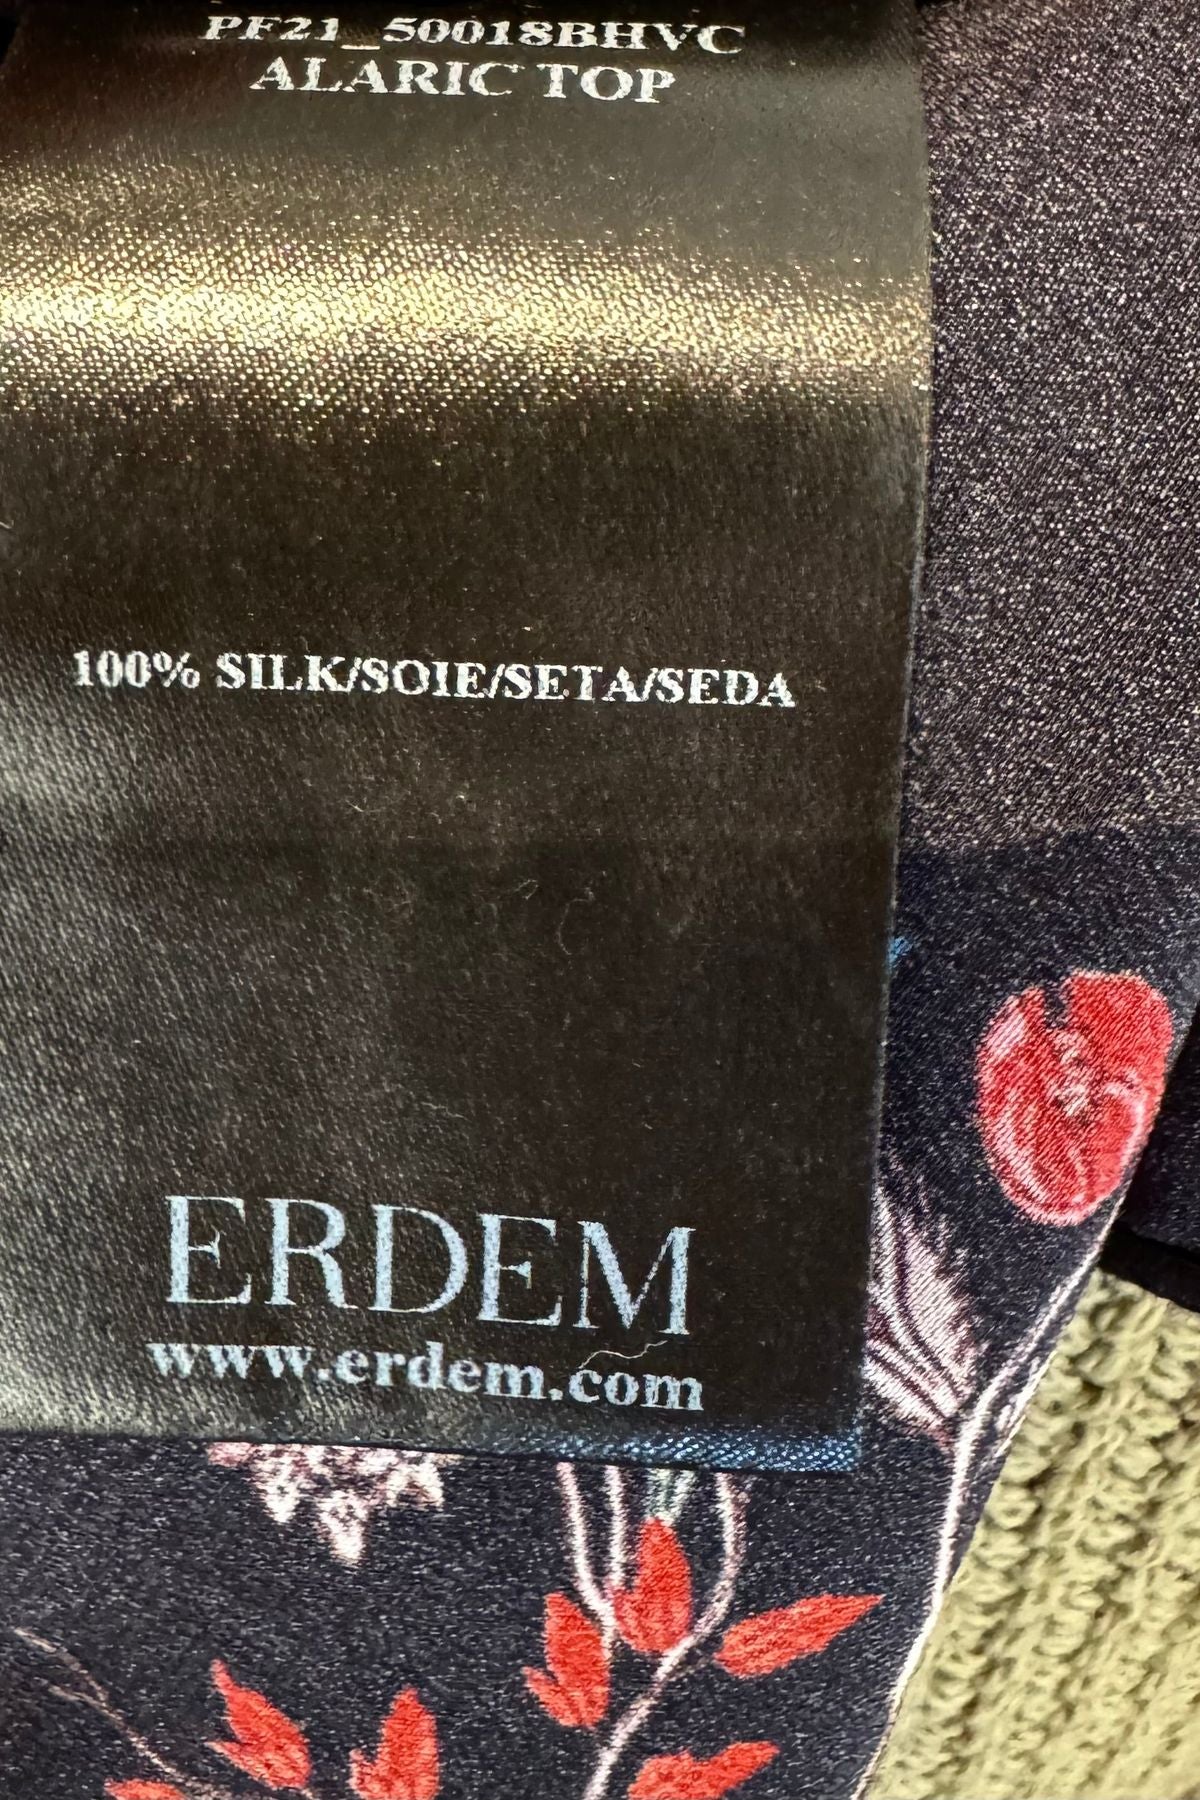 PF21_50018BHVC
ALARIC TOP
100% SILK/SOIE/SETA/SEDA
ERDEM
www.erdem.com